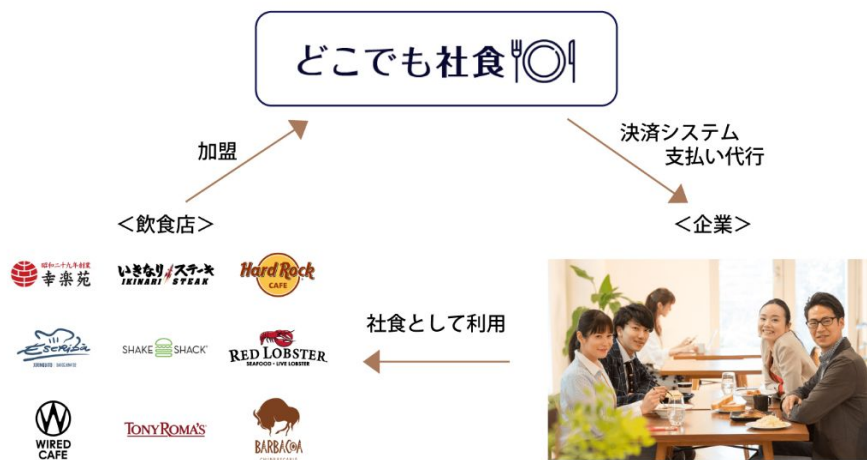 どこでも社食
加盟
決済システム
支払い代行
＜飲食店＞
＜企業＞
昭和二十九年創業
幸楽苑
いきなりステーキ
IKINARI STEAK
Hard Rock
CAFE
社食として利用
Escriba
SHAKE SHACK
RED LOBSTER
SEAFOOD・LIVE LOBSTER
WIRED
CAFE
TONY ROMA'S
BARBACOA